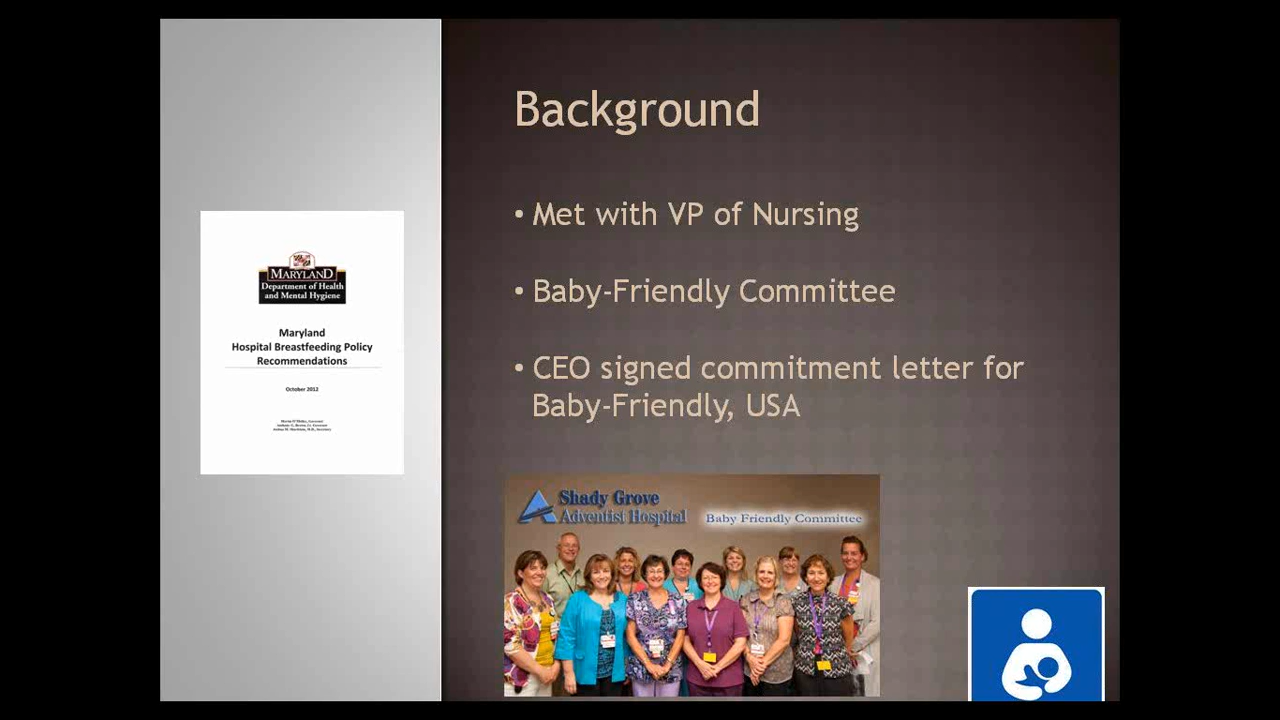 Background
• Met with VP of Nursing
• Baby-Friendly Committee
• CEO signed commitment letter for
Baby-Friendly, USA
MARYLAND
Department of Health
and Mental Hygiene
Maryland
Hospital Breastfeeding Policy
Recommendations
October 2012
Shady Grove
Adventist Hospital
Baby Friendly Committee